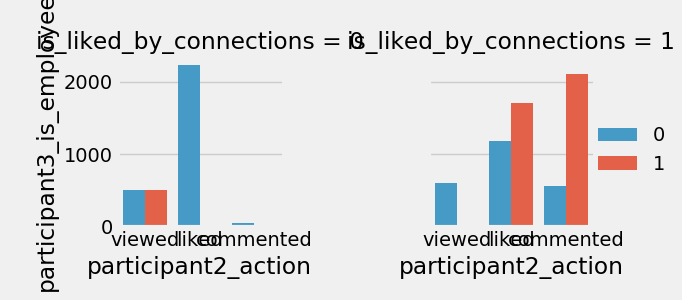 is_liked_by_connections = 0
is_liked_by_connections = 1
participant3_is_employee
2000
1000
0
viewed
liked
commented
viewed
liked
commented
participant2_action
participant2_action
0
1